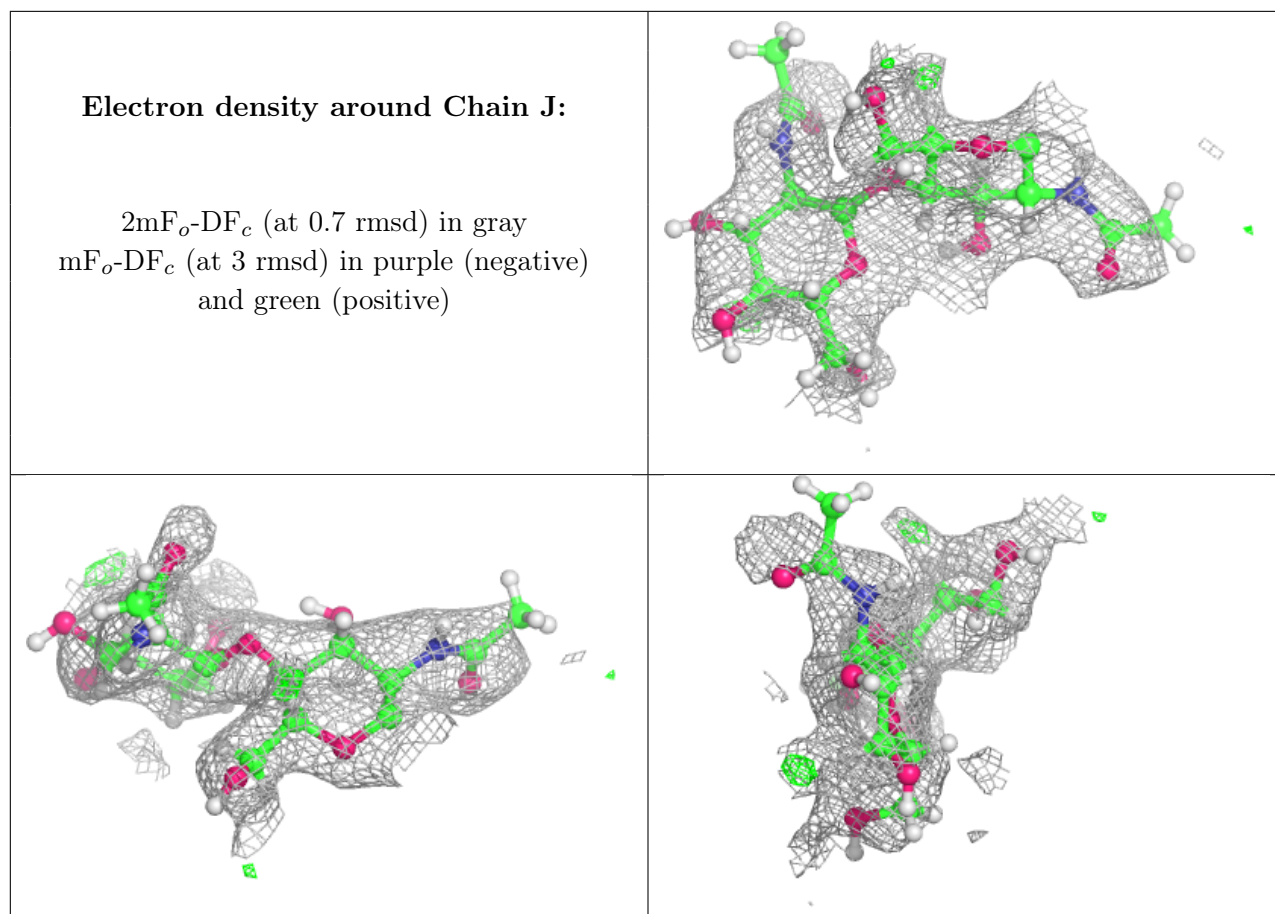 Electron density around Chain J:
2mFo-DFc (at 0.7 rmsd) in gray
mFo-DFc (at 3 rmsd) in purple (negative)
and green (positive)